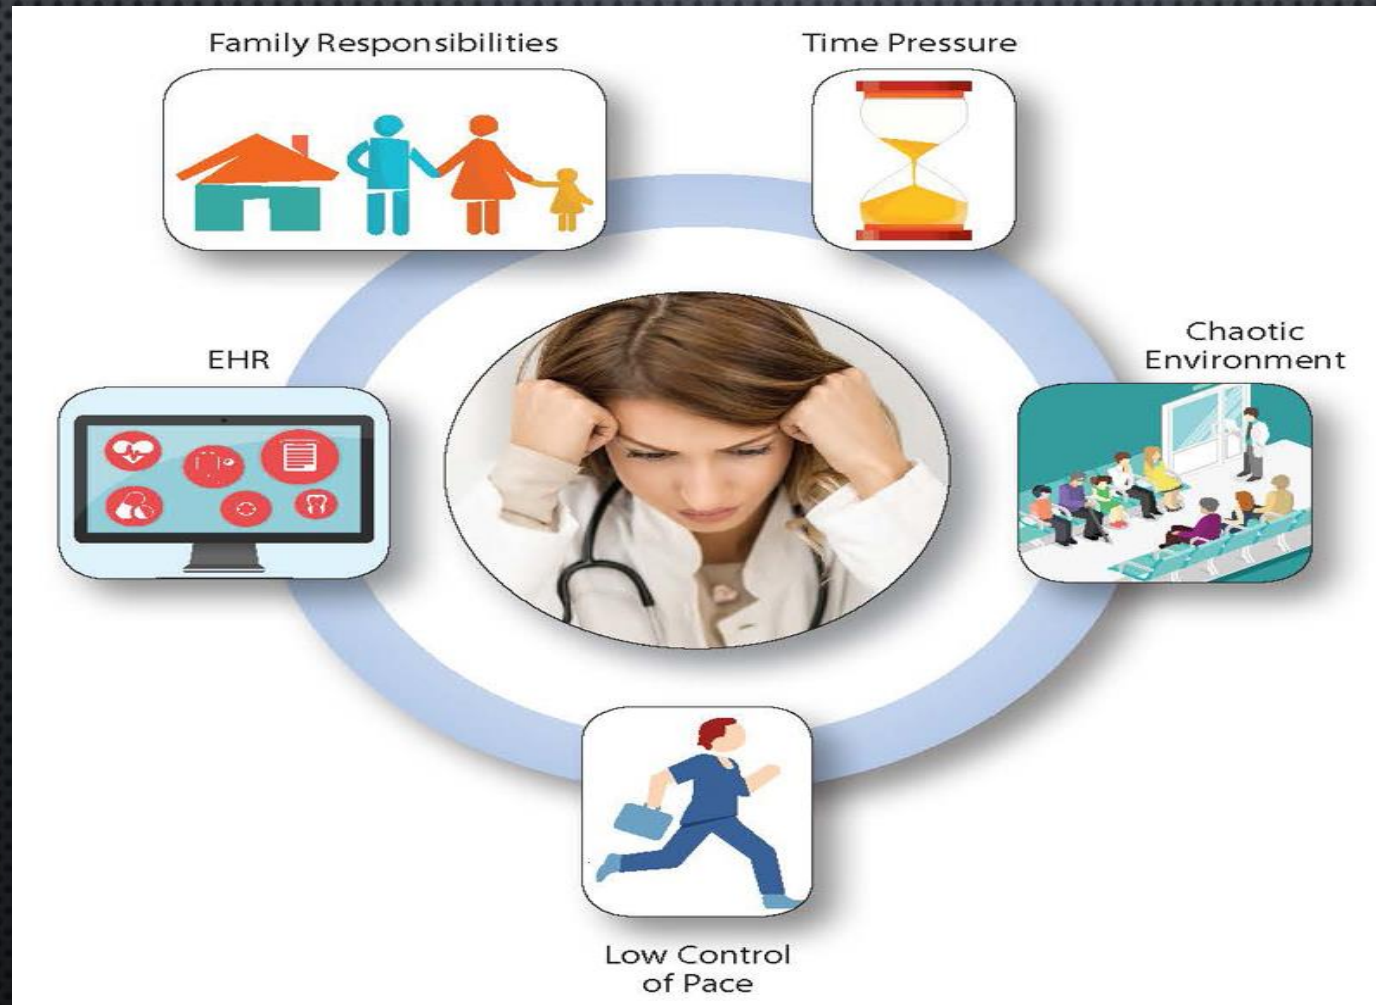 Family Responsibilities
Time Pressure
EHR
Chaotic
Environment
Low Control
of Pace